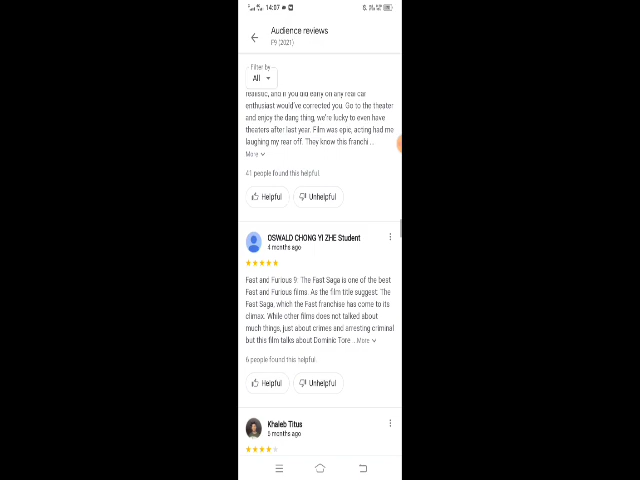 14:07
Audience reviews
F9 (2021)
Filter by
All
realistic, and if you did early on any real car
enthusiast would've corrected you. Go to the theater
and enjoy the dang thing, we're lucky to even have
theaters after last year. Film was epic, acting had me
laughing my rear off. They know this franchi ...
More
41 people found this helpful.
Helpful
Unhelpful
OSWALD CHONG YI ZHE Student
4 months ago
Fast and Furious 9: The Fast Saga is one of the best
Fast and Furious films. As the film title suggest: The
Fast Saga, which the Fast franchise has come to its
climax. While other films does not talked about
much things, just about crimes and arresting criminal
but this film talks about Dominic Tore ... More
6 people found this helpful.
Helpful
Unhelpful
Khaleb Titus
5 months ago